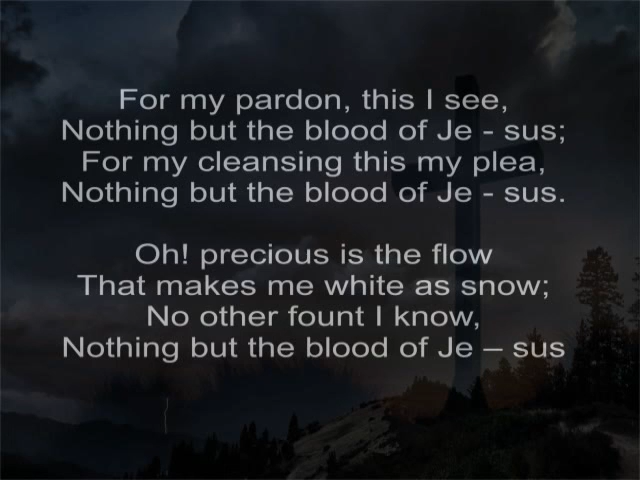 For my pardon, this I see,
Nothing but the blood of Je - sus;
For my cleansing this my plea,
Nothing but the blood of Je - sus.
Oh! precious is the flow
That makes me white as snow;
No other fount I know,
Nothing but the blood of Je – sus